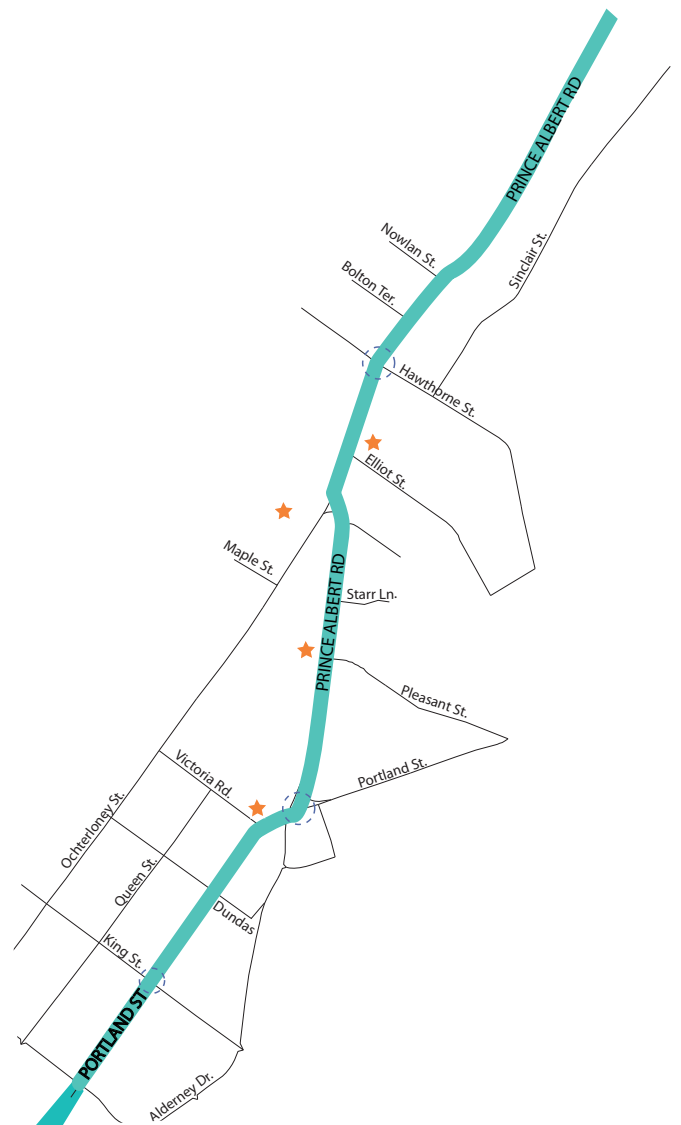 PRINCE ALBERT RD
Sinclair St.
Nowlan St.
Bolton Ter.
Hawthorne St.
Elliot St.
Maple St.
PRINCE ALBERT RD
Starr Ln.
Pleasant St.
Portland St.
Victoria Rd.
Ochterloney St.
Queen St.
Dundas
King St.
PORTLAND ST
Alderney Dr.